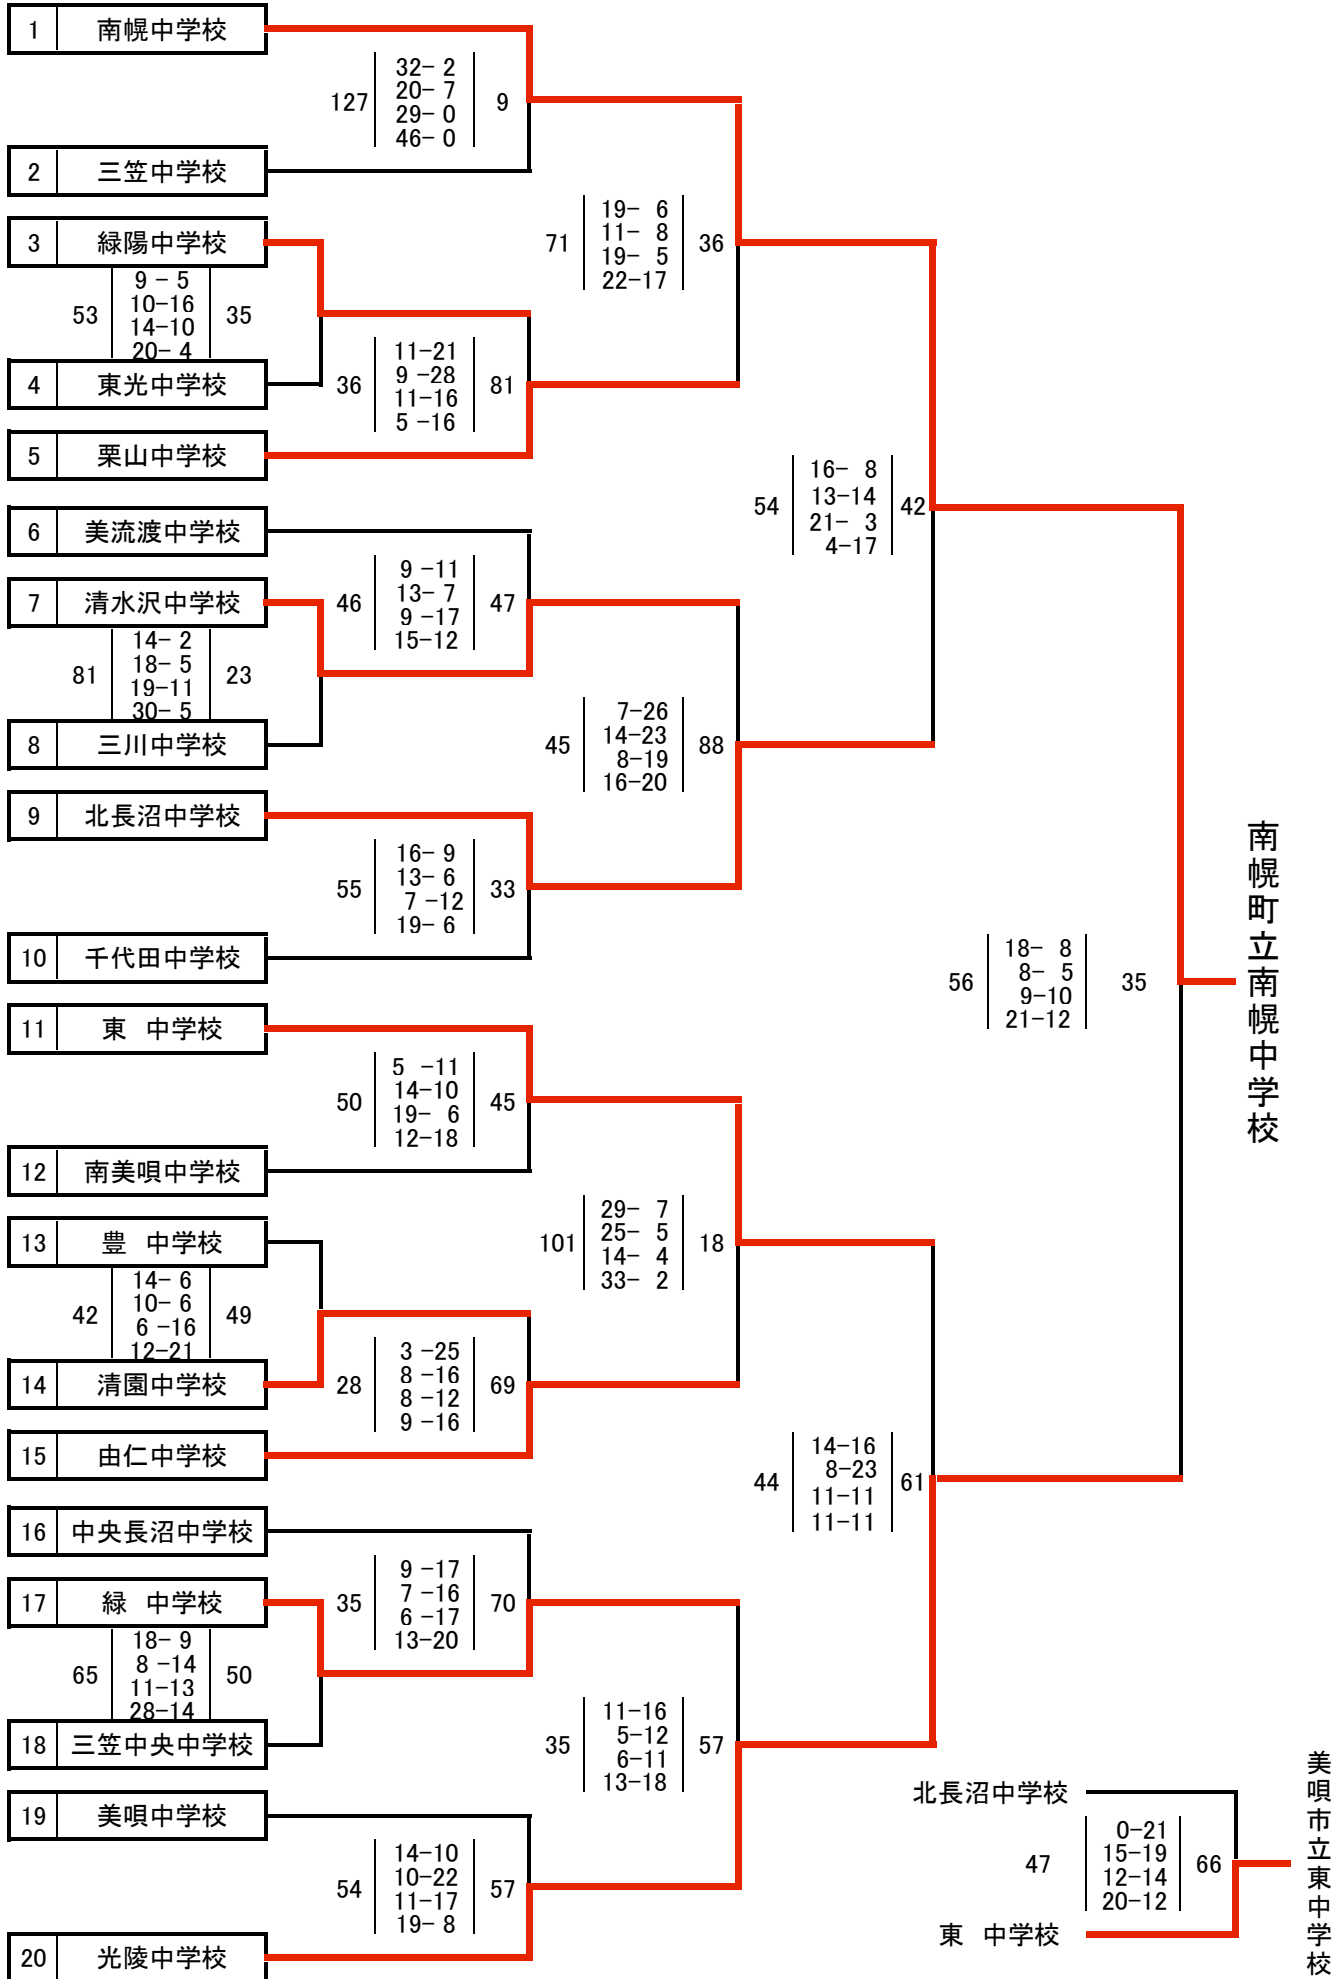 1 南幌中学校
127 32- 2 9
20- 7
29- 0
46- 0
2 三笠中学校
3 緑陽中学校
53 9 - 5 35
10-16
14-10
20- 4
4 東光中学校
36 11-21 81
9 -28
11-16
5 -16
5 栗山中学校
71 19- 6 36
11- 8
19- 5
22-17
6 美流渡中学校
46 9 -11 47
13- 7
9 -17
15-12
7 清水沢中学校
81 14- 2 23
18- 5
19-11
30- 5
8 三川中学校
45 7-26 88
14-23
8-19
16-20
9 北長沼中学校
55 16- 9 33
13- 6
7 -12
19- 6
10 千代田中学校
54 16- 8 42
13-14
21- 3
4-17
11 東 中学校
50 5 -11 45
14-10
19- 6
12-18
12 南美唄中学校
13 豊 中学校
42 14- 6 49
10- 6
6 -16
12-21
14 清園中学校
28 3 -25 69
8 -16
8 -12
9 -16
15 由仁中学校
101 29- 7 18
25- 5
14- 4
33- 2
16 中央長沼中学校
35 9 -17 70
7 -16
6 -17
13-20
17 緑 中学校
65 18- 9 50
8 -14
11-13
28-14
18 三笠中央中学校
35 11-16 57
5-12
6-11
13-18
19 美唄中学校
54 14-10 57
10-22
11-17
19- 8
20 光陵中学校
44 14-16 61
8-23
11-11
11-11
56 18- 8 35
8- 5
9-10
21-12
南幌町立南幌中学校
北長沼中学校
47 0-21 66
15-19
12-14
20-12
東 中学校
美唄市立東中学校